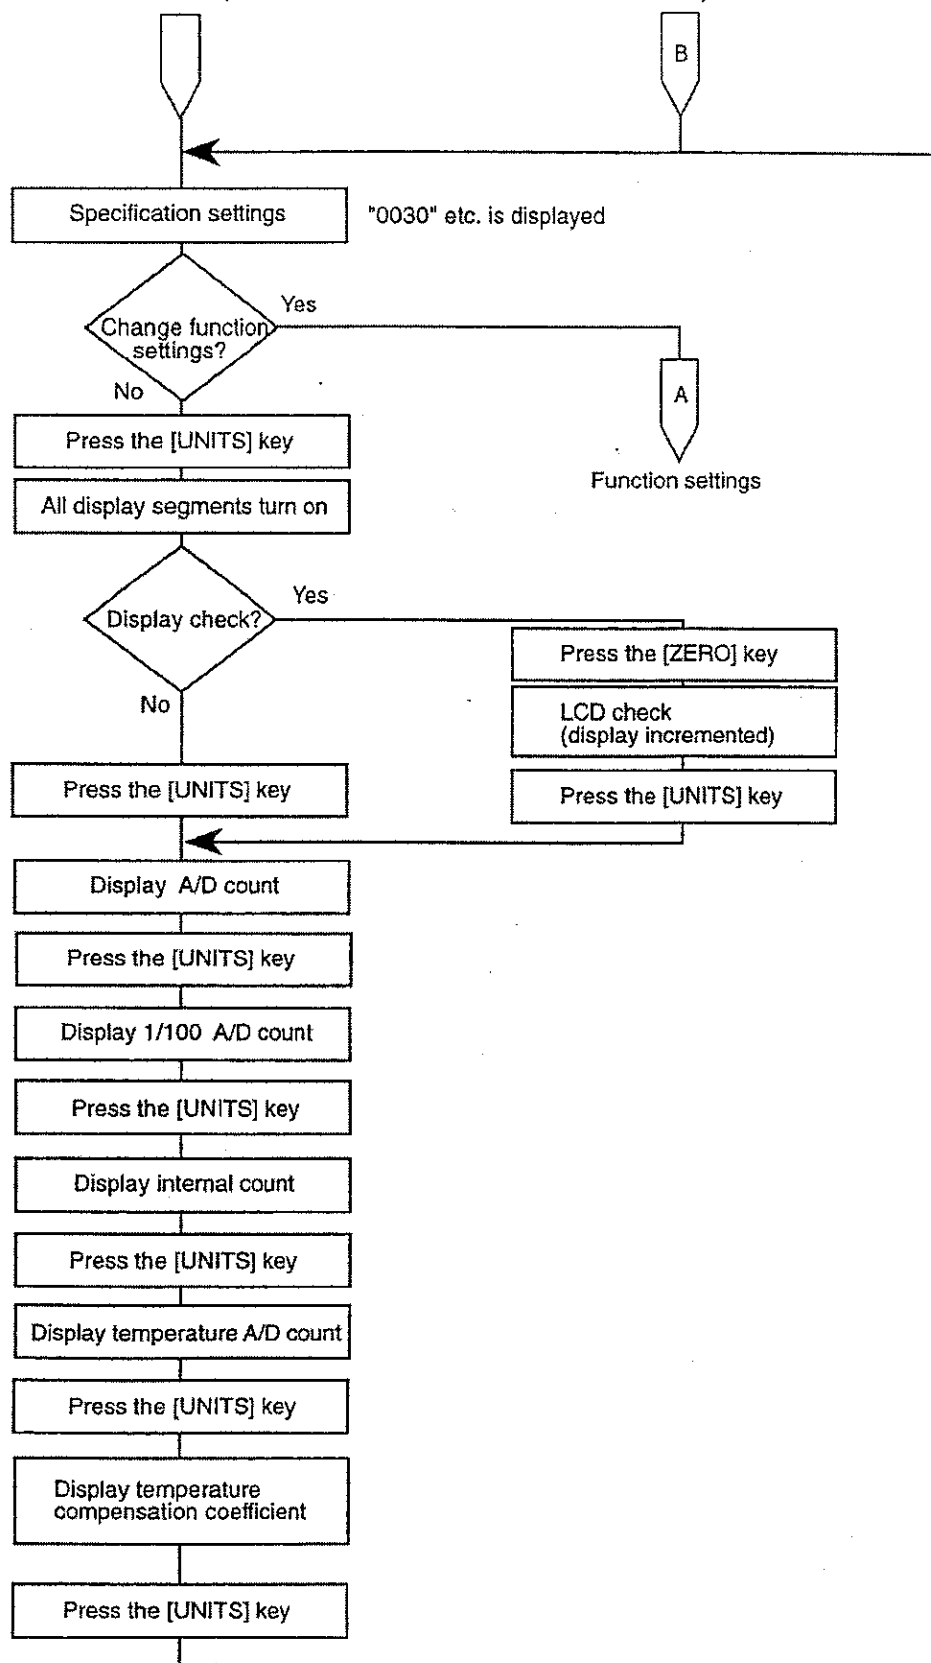 B
Specification settings
"0030" etc. is displayed
Yes
Change function
settings?
No
A
Press the [UNITS] key
Function settings
All display segments turn on
Yes
Display check?
Press the [ZERO] key
No
LCD check
(display incremented)
Press the [UNITS] key
Press the [UNITS] key
Display A/D count
Press the [UNITS] key
Display 1/100 A/D count
Press the [UNITS] key
Display internal count
Press the [UNITS] key
Display temperature A/D count
Press the [UNITS] key
Display temperature
compensation coefficient
Press the [UNITS] key